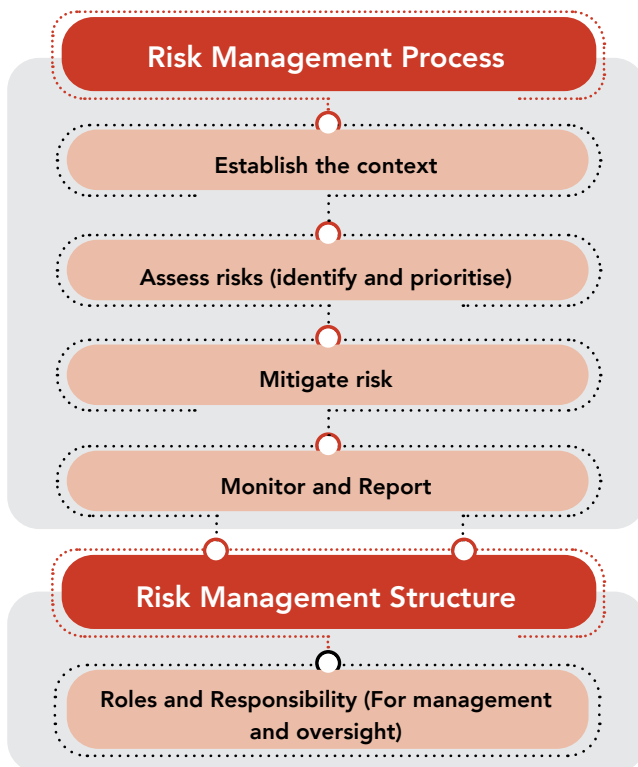 Risk Management Process
Establish the context
Assess risks (identify and prioritise)
Mitigate risk
Monitor and Report
Risk Management Structure
Roles and Responsibility (For management
and oversight)